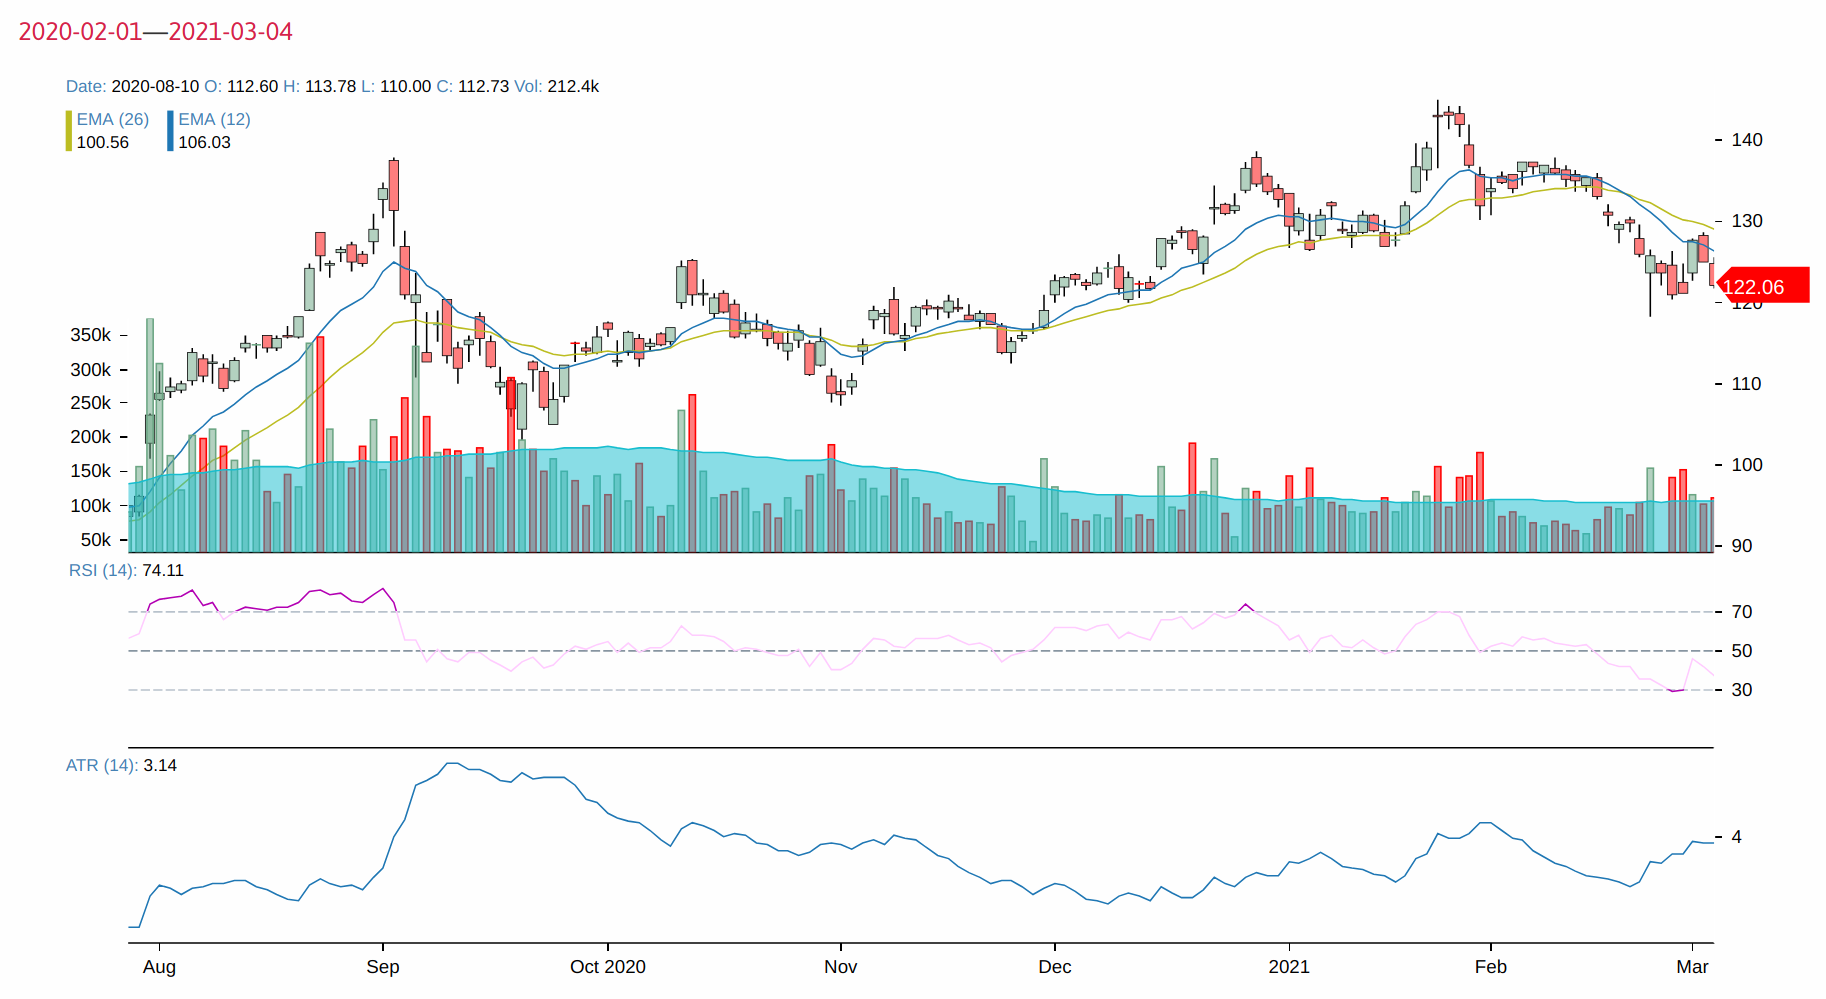 2020-02-01—2021-03-04
Date: 2020-08-10 O: 112.60 H: 113.78 L: 110.00 C: 112.73 Vol: 212.4k
EMA (26) EMA (12)
100.56 106.03
140
130
122.06
120
350k
300k
110
250k
200k
100
150k
100k
50k
90
RSI (14): 74.11
70
50
30
ATR (14): 3.14
4
Aug Sep Oct 2020 Nov Dec 2021 Feb Mar